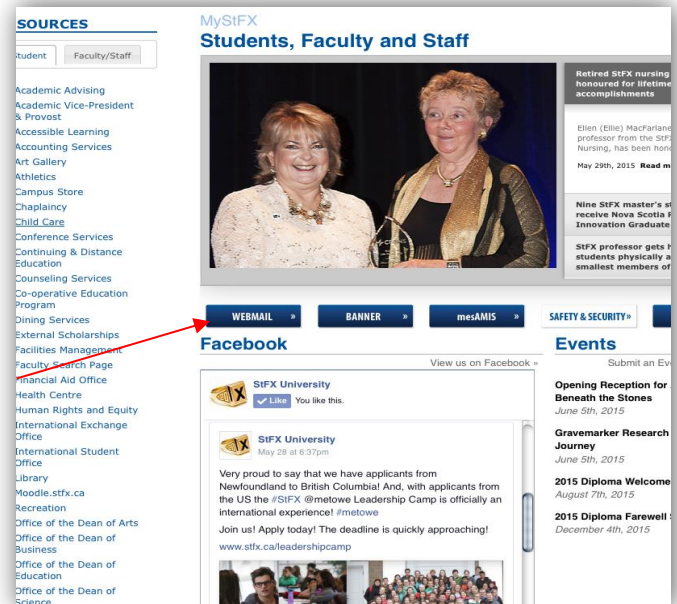 SOURCES
Student
Faculty/Staff
Academic Advising
Academic Vice-President
& Provost
Accessible Learning
Accounting Services
Art Gallery
Athletics
Campus Store
Chaplaincy
Child Care
Conference Services
Continuing & Distance
Education
Counseling Services
Co-operative Education
Program
Dining Services
External Scholarships
Facilities Management
Faculty Search Page
Financial Aid Office
Health Centre
Human Rights and Equity
International Exchange
Office
International Student
Office
Library
Moodle.stfx.ca
Recreation
Office of the Dean of Arts
Office of the Dean of
Business
Office of the Dean of
Education
Office of the Dean of
Science
MyStFX
Students, Faculty and Staff
Retired StFX nursing
honoured for lifetime
accomplishments
Ellen (Ellie) MacFarlane
professor from the StFX
Nursing, has been hono
May 29th, 2015 Read m
Nine StFX master's st
receive Nova Scotia
Innovation Graduate
StFX professor gets
students physically a
smallest members of
WEBMAIL »
BANNER »
mesAMIS »
SAFETY & SECURITY»
Facebook
View us on Facebook »
StFX University
Like You like this.
StFX University
May 28 at 6:37pm
Very proud to say that we have applicants from
Newfoundland to British Columbia! And, with applicants from
the US the #StFX @metowe Leadership Camp is officially an
international experience! #metowe
Join us! Apply today! The deadline is quickly approaching!
www.stfx.ca/leadershipcamp
Events
Submit an Eve
Opening Reception for
Beneath the Stones
June 5th, 2015
Gravemarker Research
Journey
June 5th, 2015
2015 Diploma Welcome
August 7th, 2015
2015 Diploma Farewell
December 4th, 2015